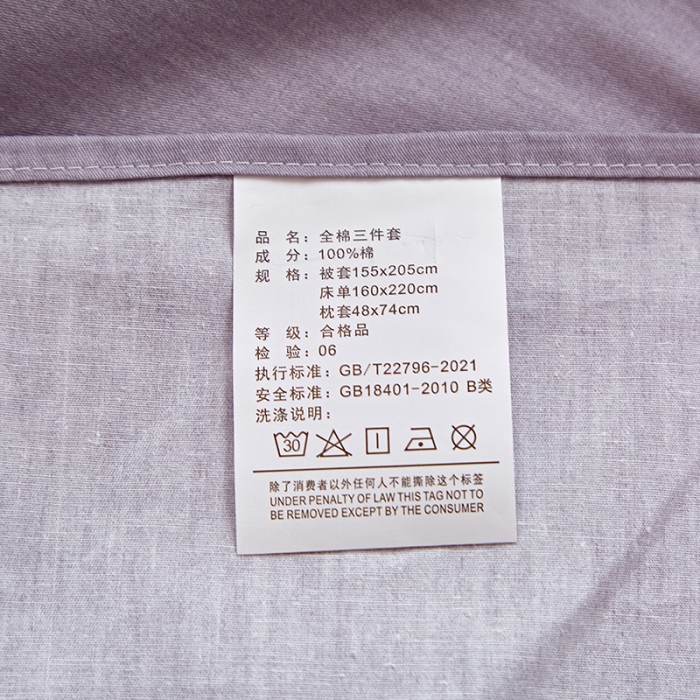 品 名：全棉三件套
成 分：100%棉
规 格：被套155x205cm
床单160x220cm
枕套48x74cm
等 级：合格品
检 验：06
执行标准：GB/T22796-2021
安全标准：GB18401-2010 B类
洗涤说明：
30
除了消费者以外任何人不能撕除这个标签
UNDER PENALTY OF LAW THIS TAG NOT TO
BE REMOVED EXCEPT BY THE CONSUMER